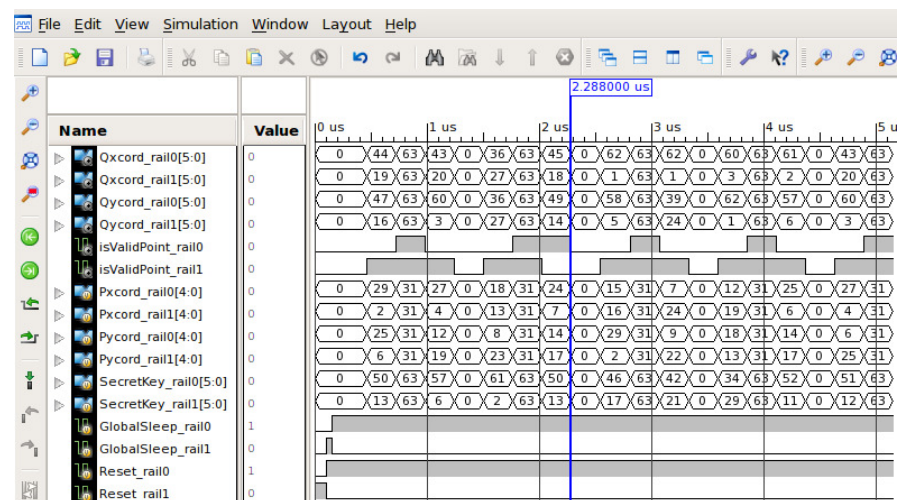 File Edit View Simulation Window Layout Help
2.288000 us
Name Value 0 us 1 us 2 us 3 us 4 us 5 u
Qxcord_rail0[5:0] 0 0 44 63 43 0 36 63 45 0 62 63 62 0 60 63 61 0 43 63
Qxcord_rail1[5:0] 0 0 19 63 20 0 27 63 18 0 1 63 1 0 3 63 2 0 20 63
Qycord_rail0[5:0] 0 0 47 63 60 0 36 63 49 0 58 63 39 0 62 63 57 0 60 63
Qycord_rail1[5:0] 0 0 16 63 3 0 27 63 14 0 5 63 24 0 1 63 6 0 3 63
isValidPoint_rail0 0
isValidPoint_rail1 0
Pxcord_rail0[4:0] 0 0 29 31 27 0 18 31 24 0 15 31 7 0 12 31 25 0 27 31
Pxcord_rail1[4:0] 0 0 2 31 4 0 13 31 7 0 16 31 24 0 19 31 6 0 4 31
Pycord_rail0[4:0] 0 0 25 31 12 0 8 31 14 0 29 31 9 0 18 31 14 0 6 31
Pycord_rail1[4:0] 0 0 6 31 19 0 23 31 17 0 2 31 22 0 13 31 17 0 25 31
SecretKey_rail0[5:0] 0 0 50 63 57 0 61 63 50 0 46 63 42 0 34 63 52 0 51 63
SecretKey_rail1[5:0] 0 0 13 63 6 0 2 63 13 0 17 63 21 0 29 63 11 0 12 63
GlobalSleep_rail0 1
GlobalSleep_rail1 0
Reset_rail0 1
Reset_rail1 0